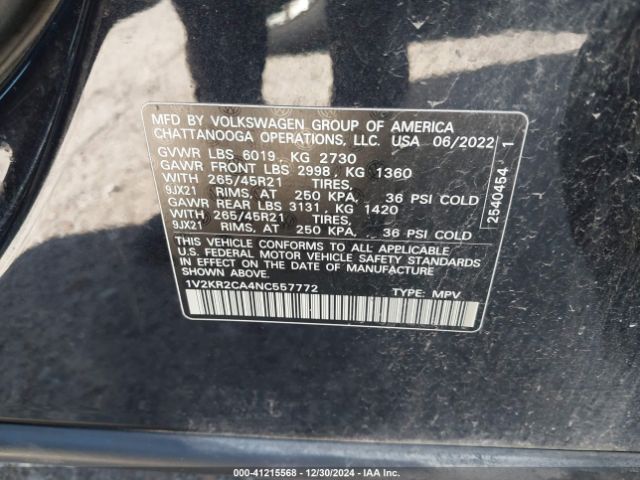 MFD BY VOLKSWAGEN GROUP OF AMERICA
CHATTANOOGA OPERATIONS, LLC. USA 06/2022
GVWR LBS 6019, KG 2730
GAWR FRONT LBS 2998, KG 1360
WITH 265/45R21 TIRES,
9JX21 RIMS, AT 250 KPA, 36 PSI COLD
GAWR REAR LBS 3131, KG 1420
WITH 265/45R21 TIRES,
9JX21 RIMS, AT 250 KPA, 36 PSI COLD
THIS VEHICLE CONFORMS TO ALL APPLICABLE
U.S. FEDERAL MOTOR VEHICLE SAFETY STANDARDS
IN EFFECT ON THE DATE OF MANUFACTURE
SHOWN ABOVE.
1V2KR2CA4NC557772 TYPE: MPV
2540454 1
000-41215568 - 12/30/2024 - IAA Inc.